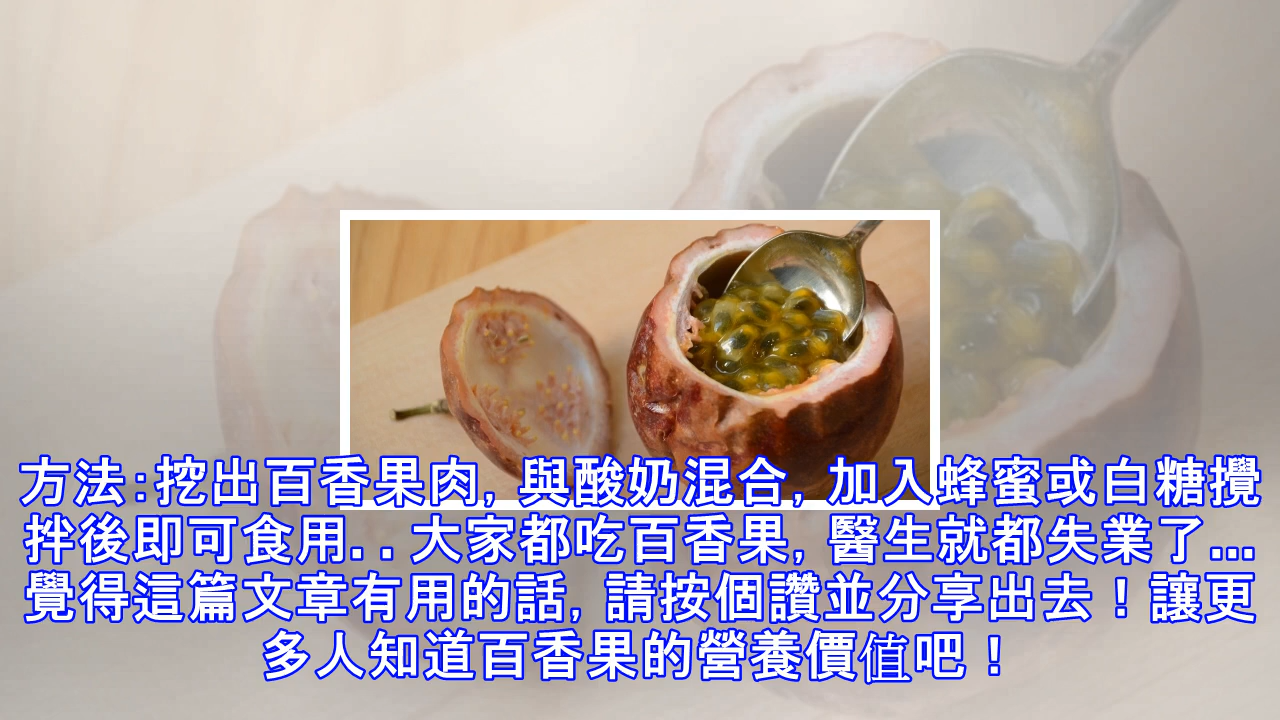 方法:挖出百香果肉,與酸奶混合,加入蜂蜜或白糖攪
拌後即可食用..大家都吃百香果,醫生就都失業了...
覺得這篇文章有用的話,請按個讚並分享出去！讓更
多人知道百香果的營養價值吧！